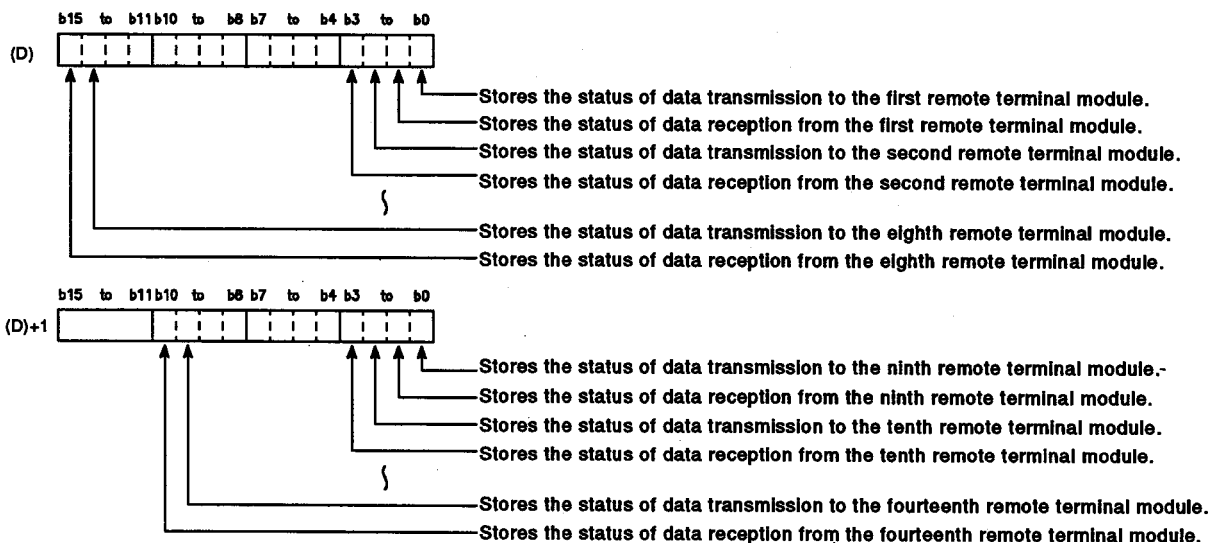 b15 to b11 b10 to b8 b7 to b4 b3 to b0
(D)
Stores the status of data transmission to the first remote terminal module.
Stores the status of data reception from the first remote terminal module.
Stores the status of data transmission to the second remote terminal module.
Stores the status of data reception from the second remote terminal module.
Stores the status of data transmission to the eighth remote terminal module.
Stores the status of data reception from the eighth remote terminal module.
b15 to b11 b10 to b8 b7 to b4 b3 to b0
(D)+1
Stores the status of data transmission to the ninth remote terminal module.-
Stores the status of data reception from the ninth remote terminal module.
Stores the status of data transmission to the tenth remote terminal module.
Stores the status of data reception from the tenth remote terminal module.
Stores the status of data transmission to the fourteenth remote terminal module.
Stores the status of data reception from the fourteenth remote terminal module.